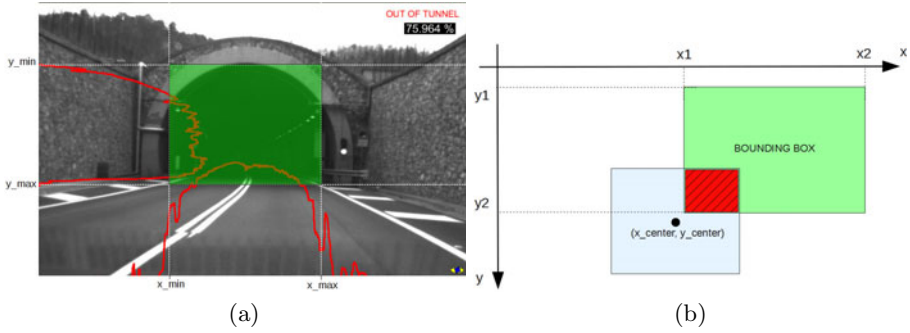 OUT OF TUNNEL
75.964 %
y_min
y_max
x_min
x_max
(a)
x1
x2
x
y1
BOUNDING BOX
y2
(x_center, y_center)
y
(b)